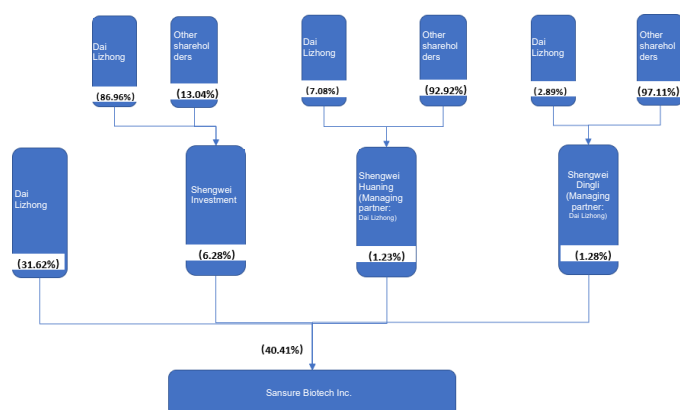 Dai
Lizhong
(86.96%)
Other
sharehol
ders
(13.04%)
Dai
Lizhong
(7.08%)
Other
sharehol
ders
(92.92%)
Dai
Lizhong
(2.89%)
Other
sharehol
ders
(97.11%)
Dai
Lizhong
(31.62%)
Shengwei
Investment
(6.28%)
Shengwei
Huaning
(Managing
partner:
Dai Lizhong)
(1.23%)
Shengwei
Dingli
(Managing
partner:
Dai Lizhong)
(1.28%)
(40.41%)
Sansure Biotech Inc.